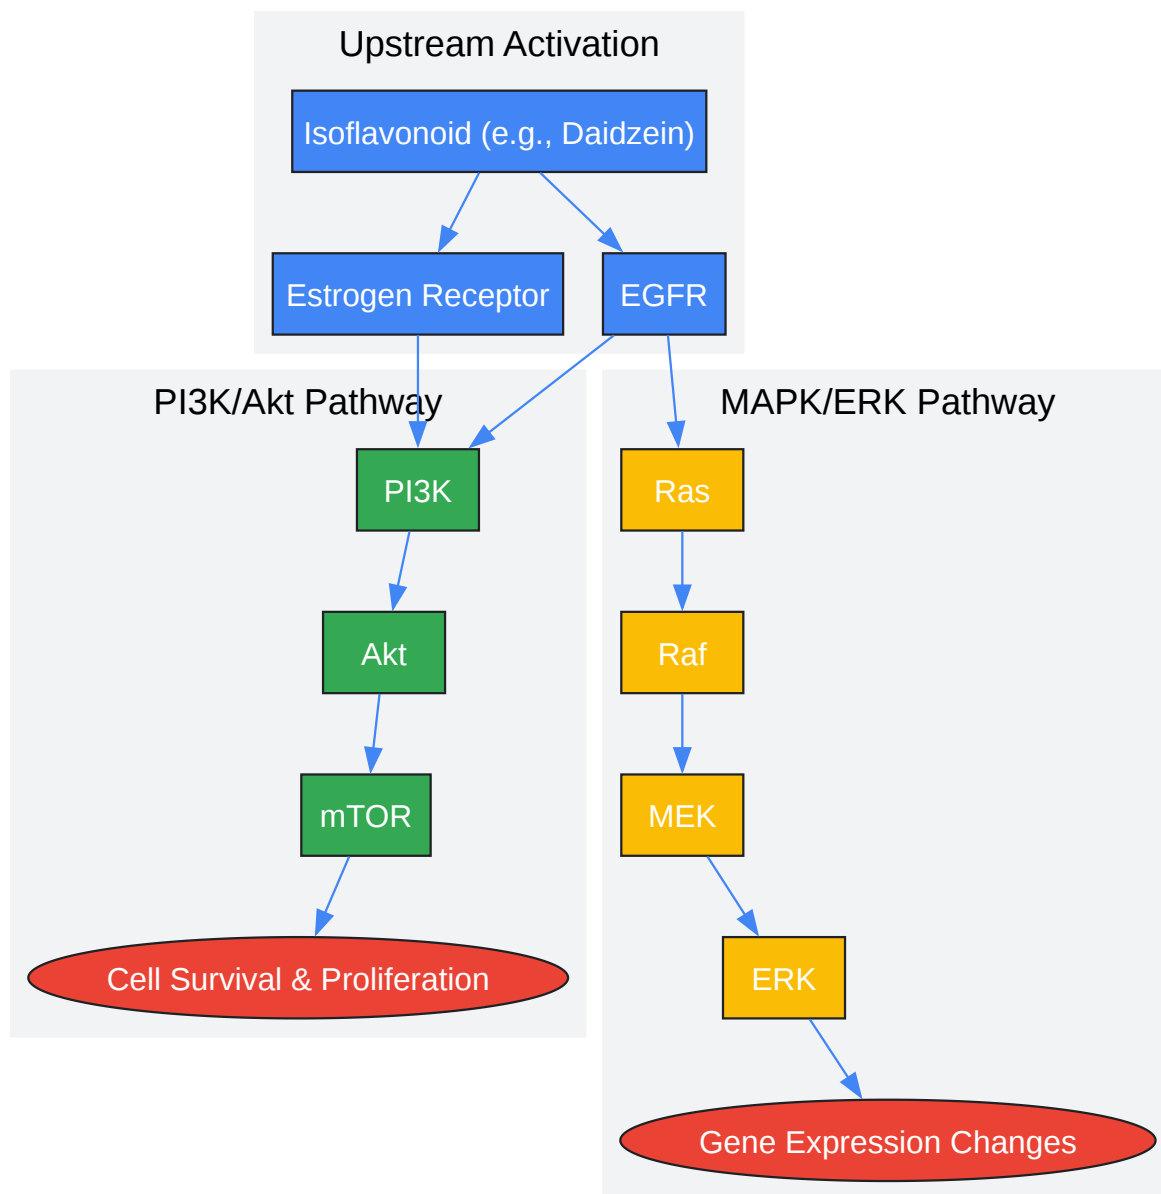 Upstream Activation
Isoflavonoid (e.g., Daidzein)
Estrogen Receptor
EGFR
PI3K/Akt Pathway
PI3K
Akt
mTOR
Cell Survival & Proliferation
MAPK/ERK Pathway
Ras
Raf
MEK
ERK
Gene Expression Changes